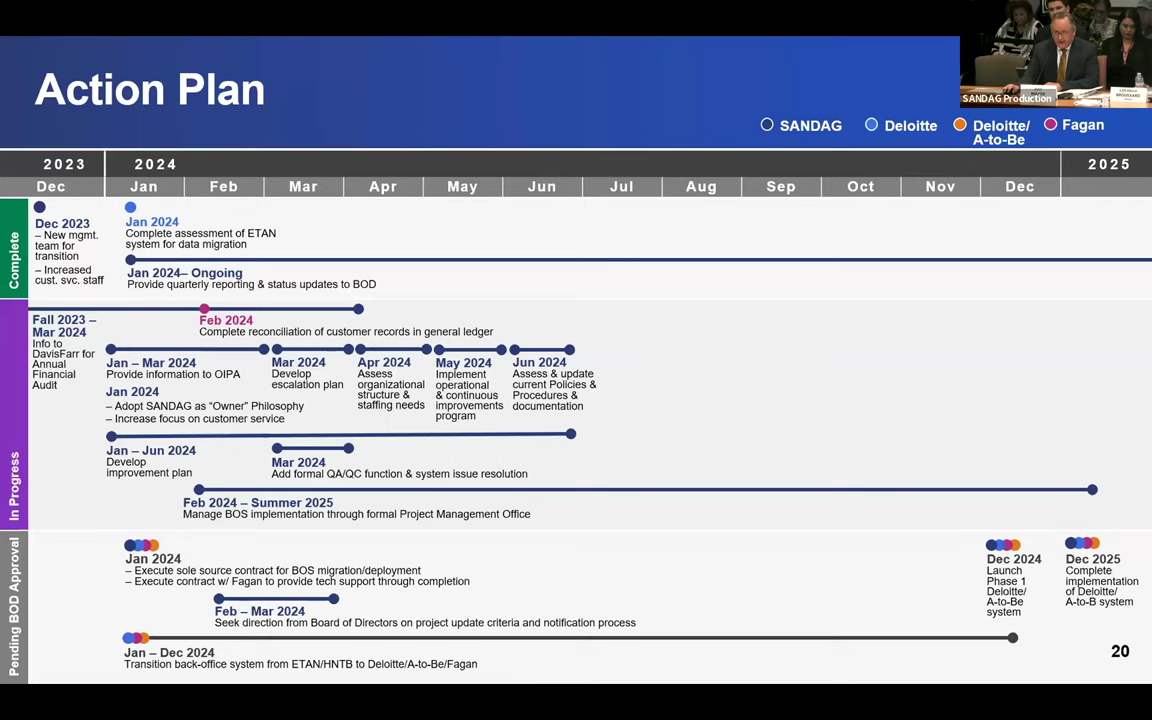 Action Plan
SANDAG Production
LaTonya
BROUSSARD
SANDAG
Deloitte
Deloitte/
A-to-Be
Fagan
2023
2024
2025
Dec
Jan
Feb
Mar
Apr
May
Jun
Jul
Aug
Sep
Oct
Nov
Dec
Complete
Dec 2023
– New mgmt.
team for
transition
– Increased
cust. svc. staff
Jan 2024
Complete assessment of ETAN
system for data migration
Jan 2024– Ongoing
Provide quarterly reporting & status updates to BOD
In Progress
Fall 2023 –
Mar 2024
Info to
DavisFarr for
Annual
Financial
Audit
Feb 2024
Complete reconciliation of customer records in general ledger
Jan – Mar 2024
Provide information to OIPA
Mar 2024
Develop
escalation plan
Apr 2024
Assess
organizational
structure &
staffing needs
May 2024
Implement
operational
& continuous
improvements
program
Jun 2024
Assess & update
current Policies &
Procedures &
documentation
Jan 2024
– Adopt SANDAG as “Owner” Philosophy
– Increase focus on customer service
Jan – Jun 2024
Develop
improvement plan
Mar 2024
Add formal QA/QC function & system issue resolution
Feb 2024 – Summer 2025
Manage BOS implementation through formal Project Management Office
Pending BOD Approval
Jan 2024
– Execute sole source contract for BOS migration/deployment
– Execute contract w/ Fagan to provide tech support through completion
Feb – Mar 2024
Seek direction from Board of Directors on project update criteria and notification process
Jan – Dec 2024
Transition back-office system from ETAN/HNTB to Deloitte/A-to-Be/Fagan
Dec 2024
Launch
Phase 1
Deloitte/
A-to-Be
system
Dec 2025
Complete
implementation
of Deloitte/
A-to-B system
20